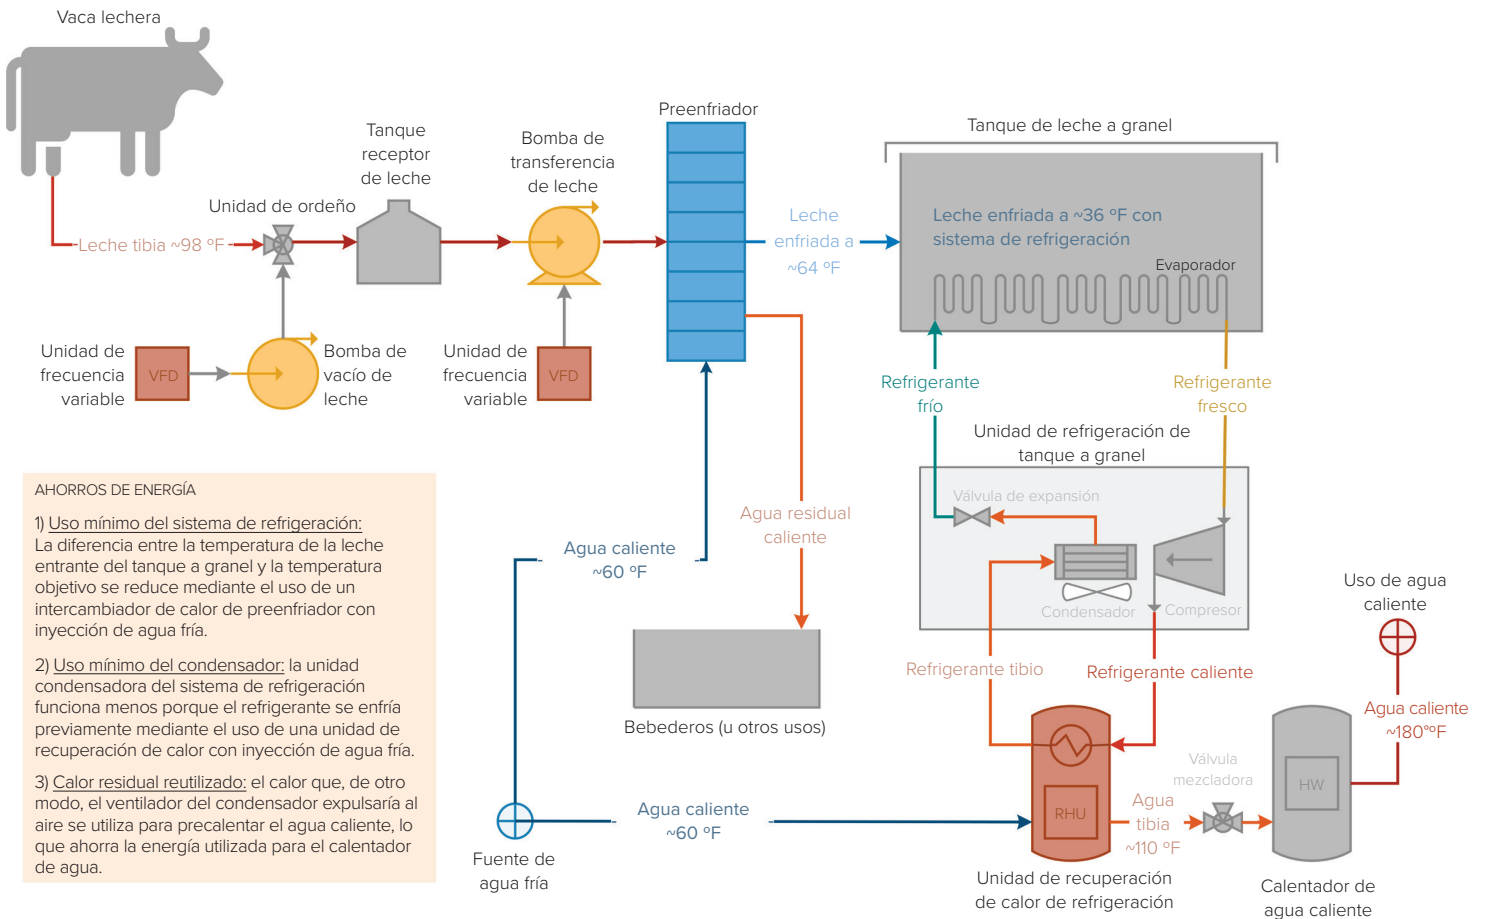 Vaca lechera
Leche tibia ~98 ºF
Unidad de ordeño
Tanque
receptor
de leche
Bomba de
transferencia
de leche
Preenfriador
Leche
enfriada a
~64 ºF
Tanque de leche a granel
Leche enfriada a ~36 ºF con
sistema de refrigeración
Evaporador
Unidad de
frecuencia
variable
VFD
Bomba de
vacío de
leche
Unidad de
frecuencia
variable
VFD
Refrigerante
frío
Refrigerante
fresco
Unidad de refrigeración de
tanque a granel
Válvula de expansión
Condensador
Compresor
AHORROS DE ENERGÍA
1) Uso mínimo del sistema de refrigeración:
La diferencia entre la temperatura de la leche
entrante del tanque a granel y la temperatura
objetivo se reduce mediante el uso de un
intercambiador de calor de preenfriador con
inyección de agua fría.
2) Uso mínimo del condensador: la unidad
condensadora del sistema de refrigeración
funciona menos porque el refrigerante se enfría
previamente mediante el uso de una unidad de
recuperación de calor con inyección de agua fría.
3) Calor residual reutilizado: el calor que, de otro
modo, el ventilador del condensador expulsaría al
aire se utiliza para precalentar el agua caliente, lo
que ahorra la energía utilizada para el calentador
de agua.
Agua caliente
~60 ºF
Agua residual
caliente
Bebederos (u otros usos)
Refrigerante tibio
Refrigerante caliente
Uso de agua
caliente
Agua caliente
~180°ºF
Fuente de
agua fría
Agua caliente
~60 ºF
RHU
Agua
tibia
~110 ºF
Válvula
mezcladora
HW
Unidad de recuperación
de calor de refrigeración
Calentador de
agua caliente